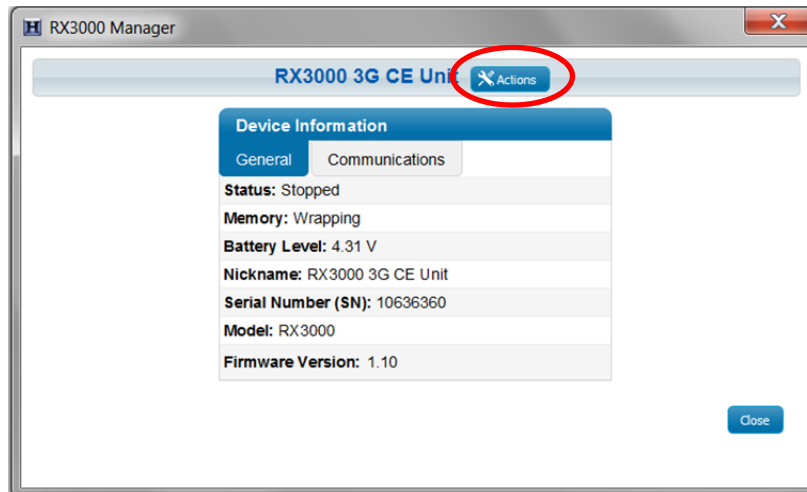 RX3000 Manager
RX3000 3G CE Unit Actions
Device Information
General Communications
Status: Stopped
Memory: Wrapping
Battery Level: 4.31 V
Nickname: RX3000 3G CE Unit
Serial Number (SN): 10636360
Model: RX3000
Firmware Version: 1.10
Close